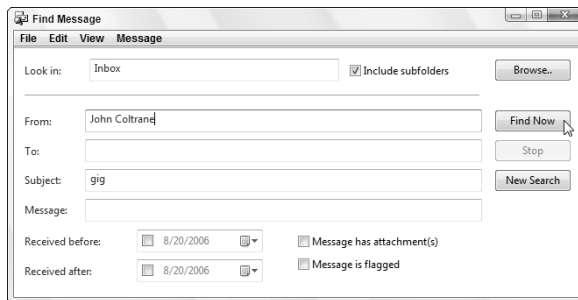 Find Message
File Edit View Message
Look in: Inbox Include subfolders Browse..
From: John Coltrane Find Now
To: Stop
Subject: gig New Search
Message:
Received before: 8/20/2006 Message has attachment(s)
Received after: 8/20/2006 Message is flagged